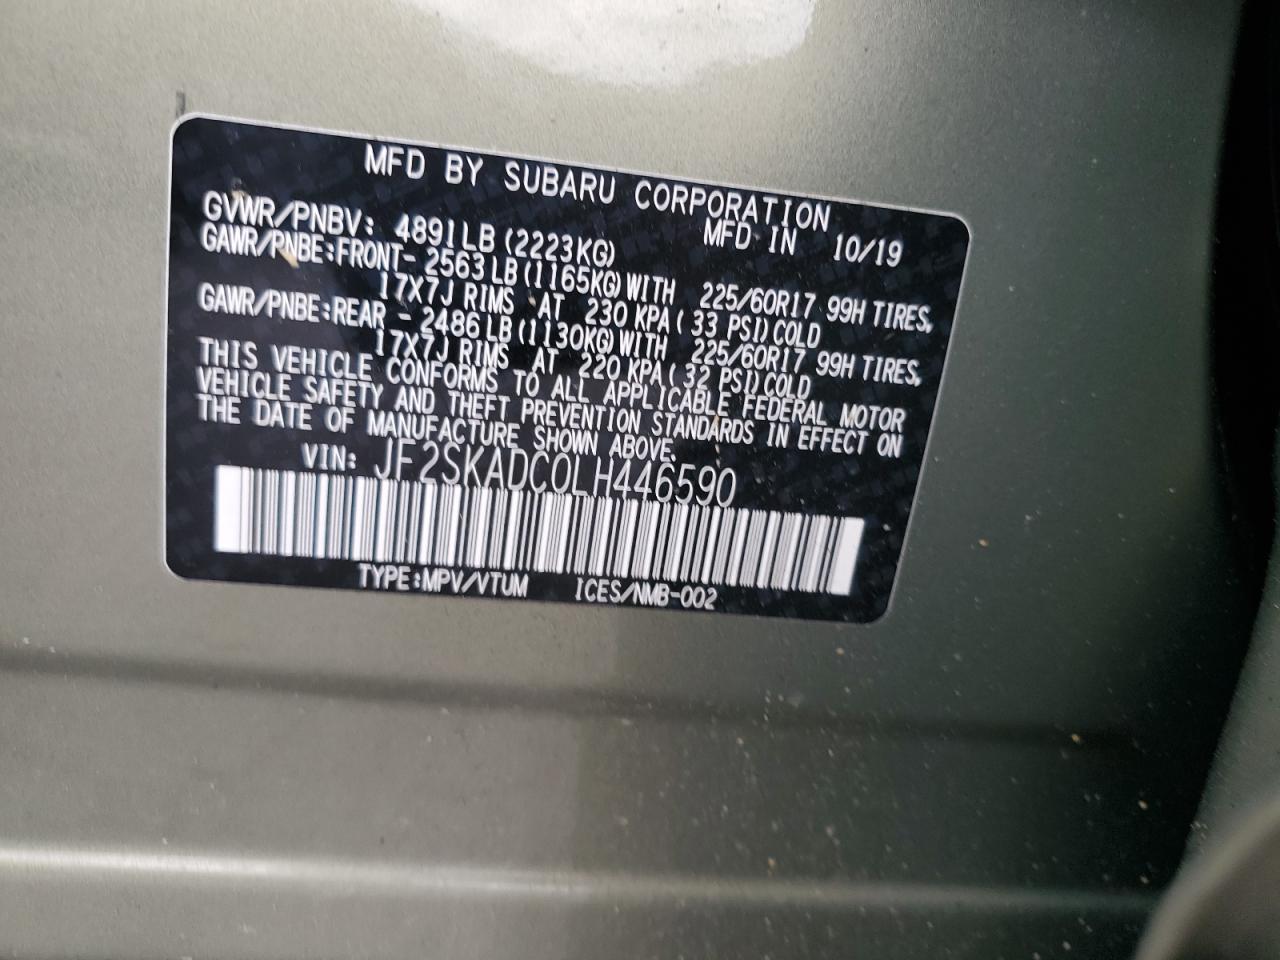 MFD BY SUBARU CORPORATION
MFD IN 10/19
GVWR/PNBV: 4891LB (2223KG)
GAWR/PNBE:FRONT- 2563LB (1165KG) WITH 225/60R17 99H TIRES,
17X7J RIMS AT 230 KPA ( 33 PSI) COLD
GAWR/PNBE:REAR - 2486LB (1130KG) WITH 225/60R17 99H TIRES,
17X7J RIMS AT 220 KPA ( 32 PSI) COLD
THIS VEHICLE CONFORMS TO ALL APPLICABLE FEDERAL MOTOR
VEHICLE SAFETY AND THEFT PREVENTION STANDARDS IN EFFECT ON
THE DATE OF MANUFACTURE SHOWN ABOVE.
VIN: JF2SKADC0LH446590
TYPE:MPV/VTUM ICES/NMB-002